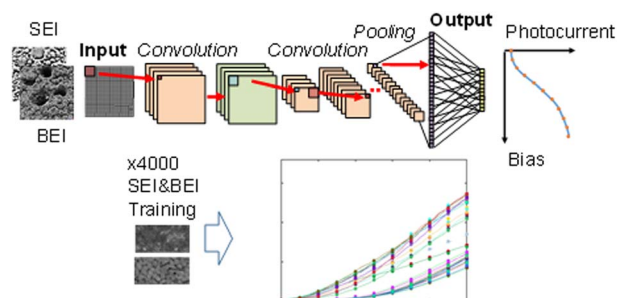 SEI
BEI
Input
Convolution
Convolution
Pooling
Output
Photocurrent
Bias
x4000
SEI&BEI
Training